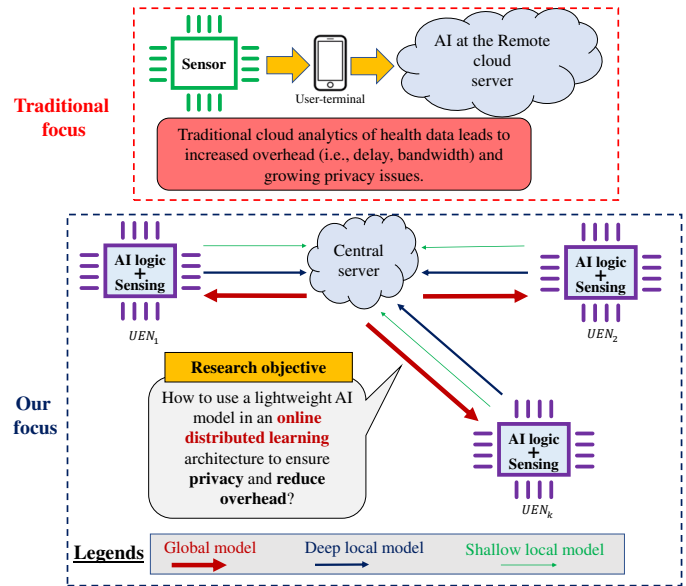 Traditional
focus
Sensor
User-terminal
AI at the Remote
cloud
server
Traditional cloud analytics of health data leads to
increased overhead (i.e., delay, bandwidth) and
growing privacy issues.
Our
focus
AI logic
+
Sensing
UEN₁
Central
server
AI logic
+
Sensing
UEN₂
Research objective
How to use a lightweight AI
model in an online
distributed learning
architecture to ensure
privacy and reduce
overhead?
AI logic
+
Sensing
UENₖ
Legends
Global model
Deep local model
Shallow local model